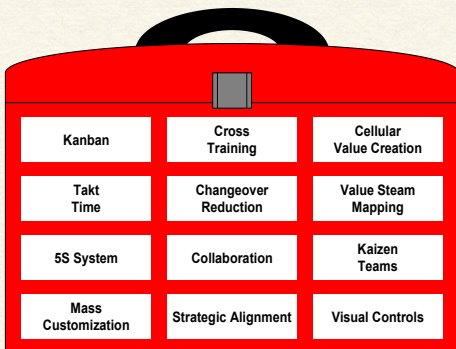 Kanban
Cross
Training
Cellular
Value Creation
Takt
Time
Changeover
Reduction
Value Steam
Mapping
5S System
Collaboration
Kaizen
Teams
Mass
Customization
Strategic Alignment
Visual Controls